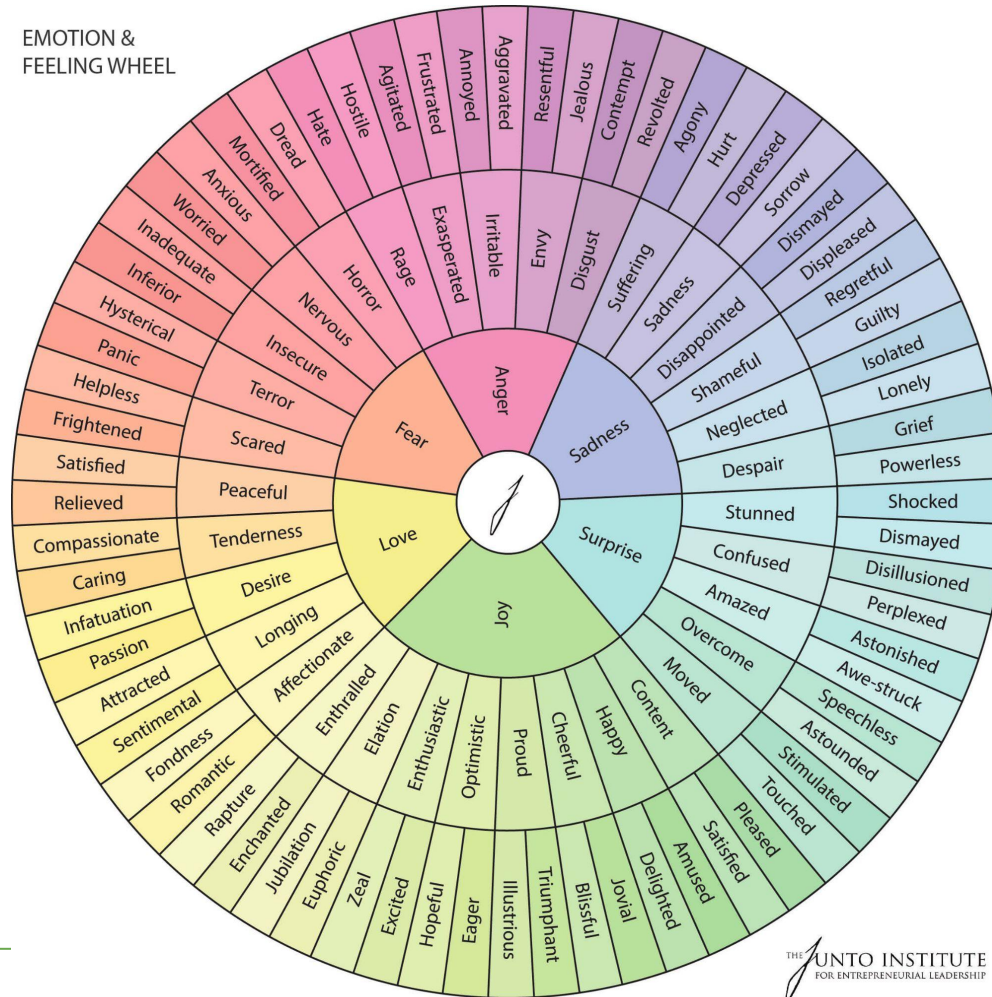 EMOTION &
FEELING WHEEL
Anger
Sadness
Surprise
Joy
Love
Fear
Rage
Exasperated
Irritable
Envy
Disgust
Suffering
Sadness
Disappointed
Shameful
Neglected
Despair
Stunned
Confused
Amazed
Overcome
Moved
Content
Happy
Cheerful
Proud
Optimistic
Enthusiastic
Elation
Enthralled
Affectionate
Longing
Desire
Tenderness
Peaceful
Scared
Terror
Insecure
Nervous
Horror
Hate
Hostile
Agitated
Frustrated
Annoyed
Aggravated
Resentful
Jealous
Contempt
Revolted
Agony
Hurt
Depressed
Sorrow
Dismayed
Displeased
Regretful
Guilty
Isolated
Lonely
Grief
Powerless
Shocked
Dismayed
Disillusioned
Perplexed
Astonished
Awe-struck
Speechless
Astounded
Stimulated
Touched
Pleased
Satisfied
Amused
Delighted
Jovial
Blissful
Triumphant
Illustrious
Eager
Hopeful
Excited
Zeal
Euphoric
Jubilation
Enchanted
Rapture
Romantic
Fondness
Sentimental
Attracted
Passion
Infatuation
Caring
Compassionate
Relieved
Satisfied
Frightened
Helpless
Panic
Hysterical
Inferior
Inadequate
Worried
Anxious
Mortified
Dread
J
THE JUNTO INSTITUTE
FOR ENTREPRENEURIAL LEADERSHIP